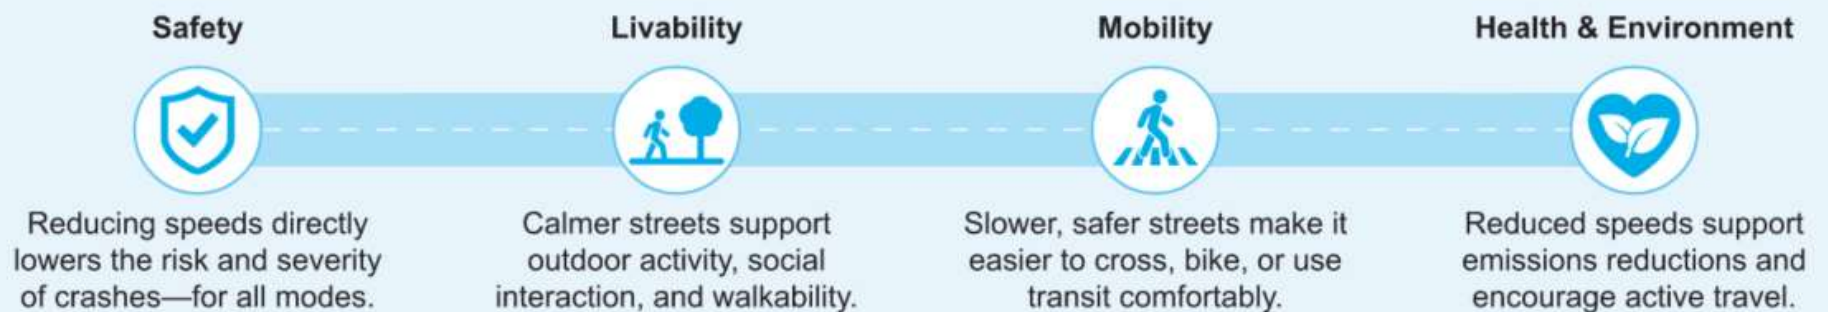 Safety
Reducing speeds directly
lowers the risk and severity
of crashes—for all modes.
Livability
Calmer streets support
outdoor activity, social
interaction, and walkability.
Mobility
Slower, safer streets make it
easier to cross, bike, or use
transit comfortably.
Health & Environment
Reduced speeds support
emissions reductions and
encourage active travel.